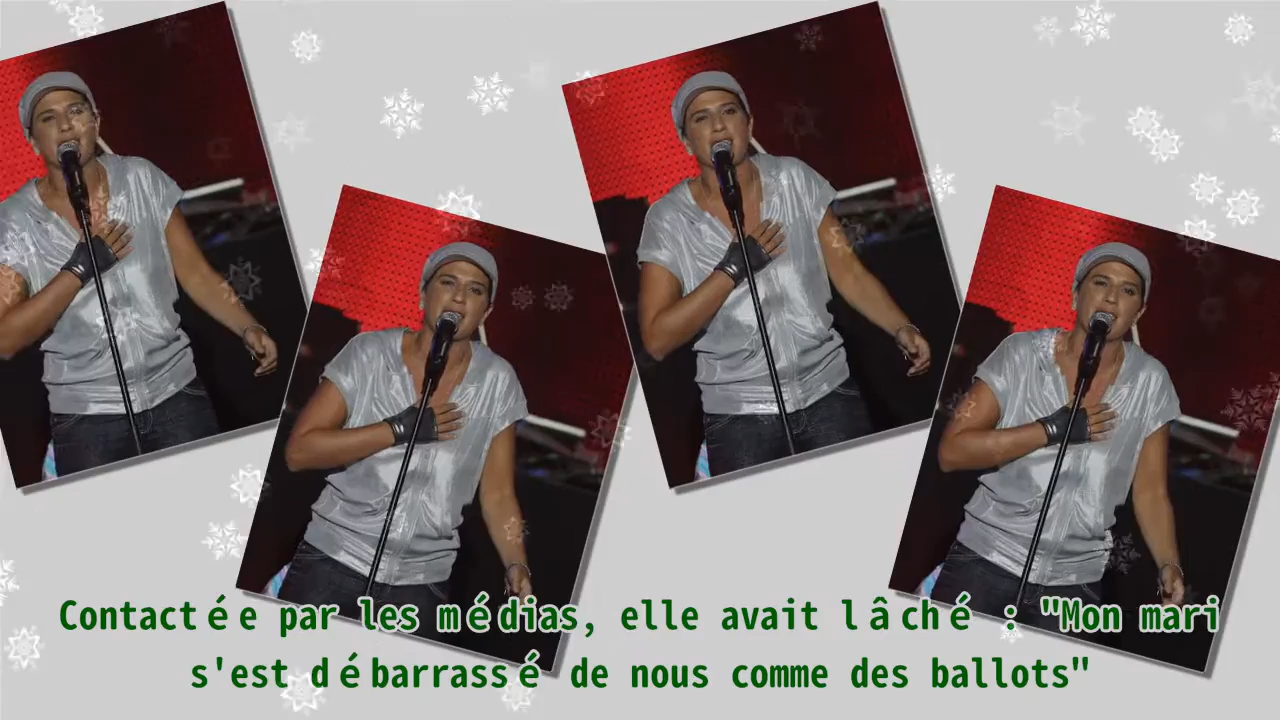 Contactée par les médias, elle avait lâché : "Mon mari
s'est débarrassé de nous comme des ballots"